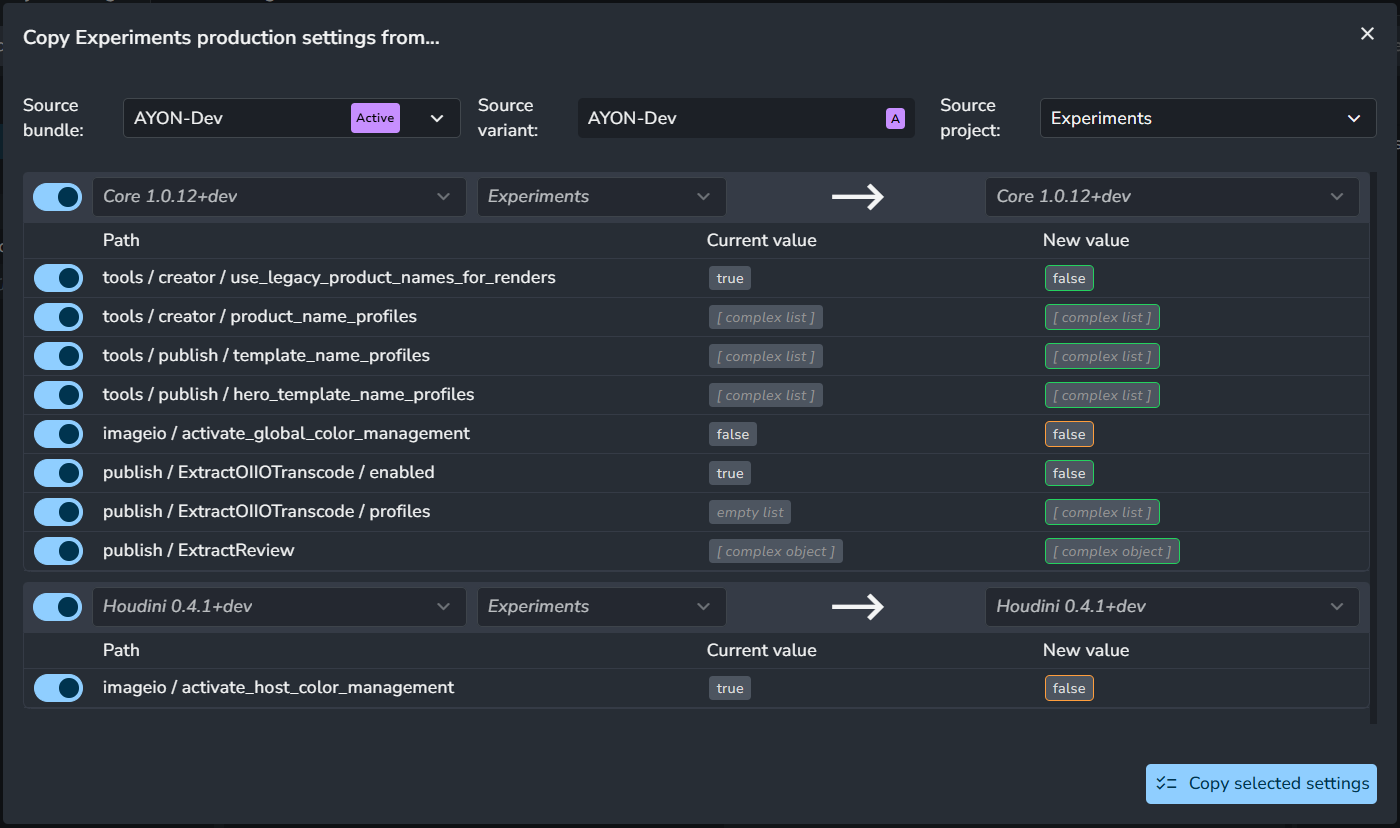 Copy Experiments production settings from...
Source bundle:
AYON-Dev Active
Source variant:
AYON-Dev A
Source project:
Experiments
Core 1.0.12+dev Experiments Core 1.0.12+dev
Path Current value New value
tools / creator / use_legacy_product_names_for_renders true false
tools / creator / product_name_profiles [ complex list ] [ complex list ]
tools / publish / template_name_profiles [ complex list ] [ complex list ]
tools / publish / hero_template_name_profiles [ complex list ] [ complex list ]
imageio / activate_global_color_management false false
publish / ExtractOIIOTranscode / enabled true false
publish / ExtractOIIOTranscode / profiles empty list [ complex list ]
publish / ExtractReview [ complex object ] [ complex object ]
Houdini 0.4.1+dev Experiments Houdini 0.4.1+dev
Path Current value New value
imageio / activate_host_color_management true false
Copy selected settings